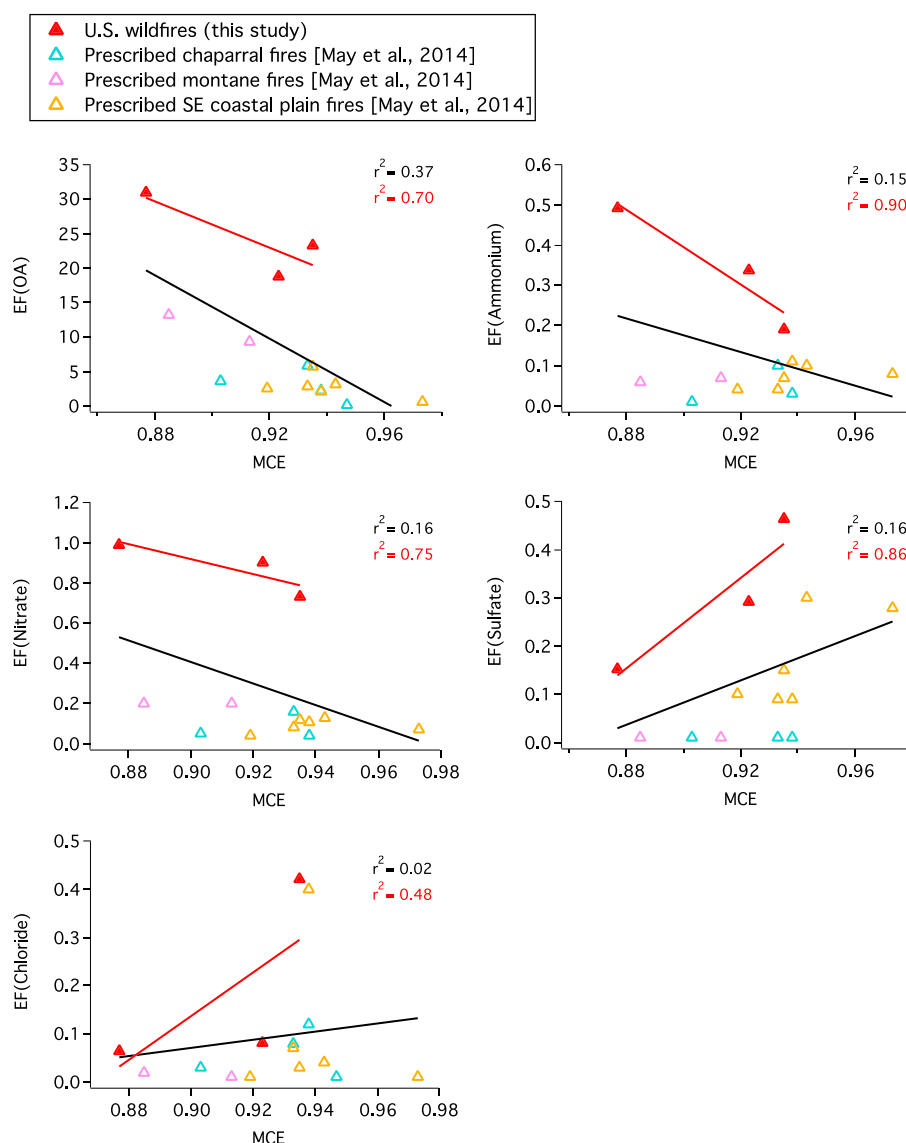 U.S. wildfires (this study)
Prescribed chaparral fires [May et al., 2014]
Prescribed montane fires [May et al., 2014]
Prescribed SE coastal plain fires [May et al., 2014]
EF(OA)
35
30
25
20
15
10
5
0
r² = 0.37
r² = 0.70
0.88 0.92 0.96
MCE
EF(Ammonium)
0.6
0.5
0.4
0.3
0.2
0.1
0.0
r² = 0.15
r² = 0.90
0.88 0.92 0.96
MCE
EF(Nitrate)
1.2
1.0
0.8
0.6
0.4
0.2
0.0
r² = 0.16
r² = 0.75
0.88 0.90 0.92 0.94 0.96 0.98
MCE
EF(Sulfate)
0.5
0.4
0.3
0.2
0.1
0.0
r² = 0.16
r² = 0.86
0.88 0.92 0.96
MCE
EF(Chloride)
0.5
0.4
0.3
0.2
0.1
0.0
r² = 0.02
r² = 0.48
0.88 0.90 0.92 0.94 0.96 0.98
MCE